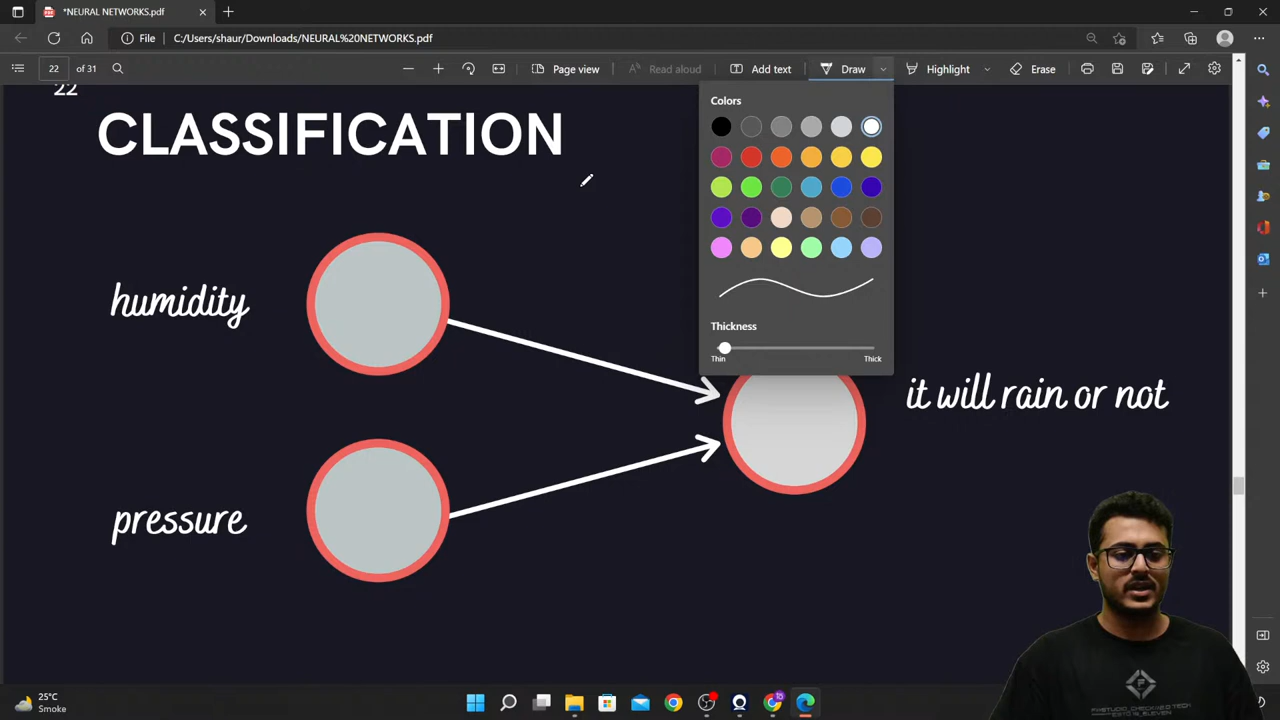 *NEURAL NETWORKS.pdf
File C:/Users/shaur/Downloads/NEURAL%20NETWORKS.pdf
22 of 31 Page view Read aloud Add text Draw Highlight Erase
22
CLASSIFICATION
Colors
Thickness
Thin Thick
humidity
it will rain or not
pressure
25°C
Smoke